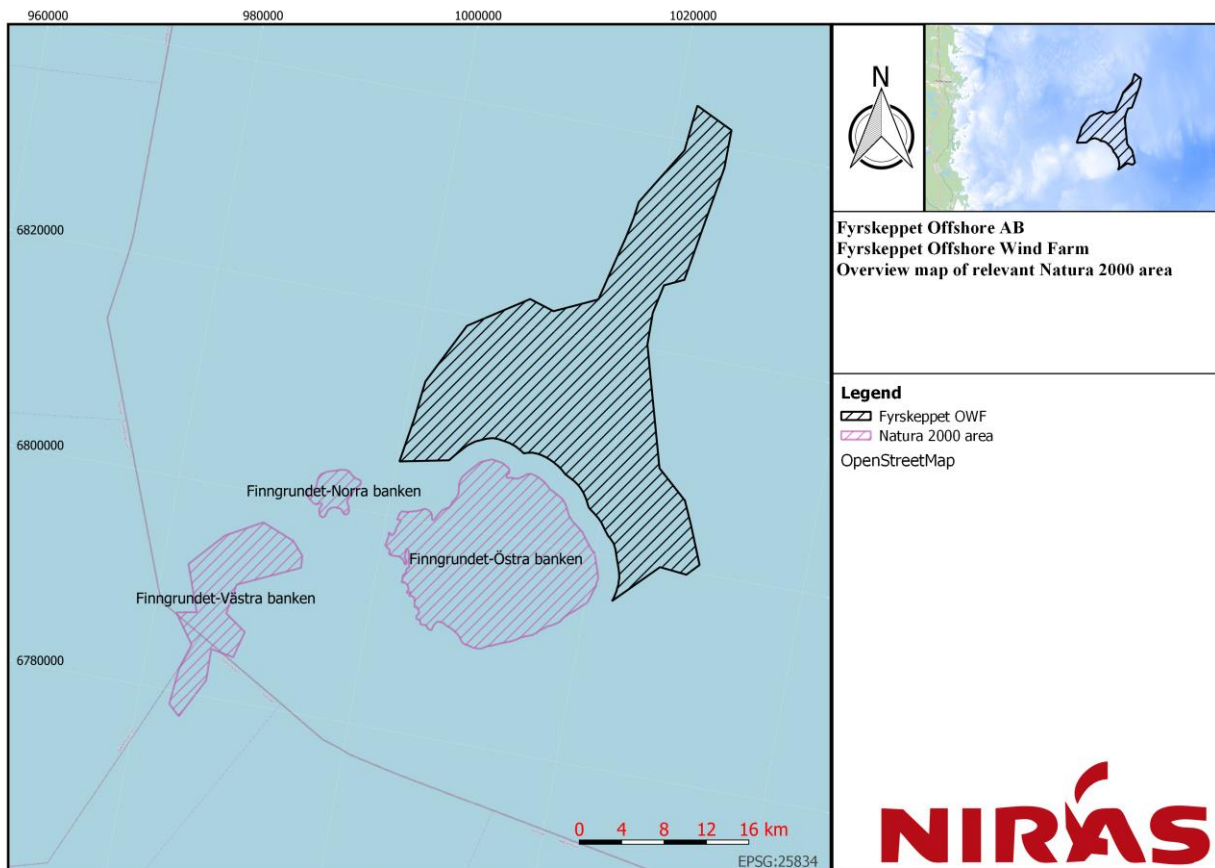 960000 980000 1000000 1020000
6820000
6800000
6780000
Finngrundet-Norra banken
Finngrundet-Östra banken
Finngrundet-Västra banken
0 4 8 12 16 km
EPSG:25834
N
Fyrskeppet Offshore AB
Fyrskeppet Offshore Wind Farm
Overview map of relevant Natura 2000 area
Legend
Fyrskeppet OWF
Natura 2000 area
OpenStreetMap
NIRAS